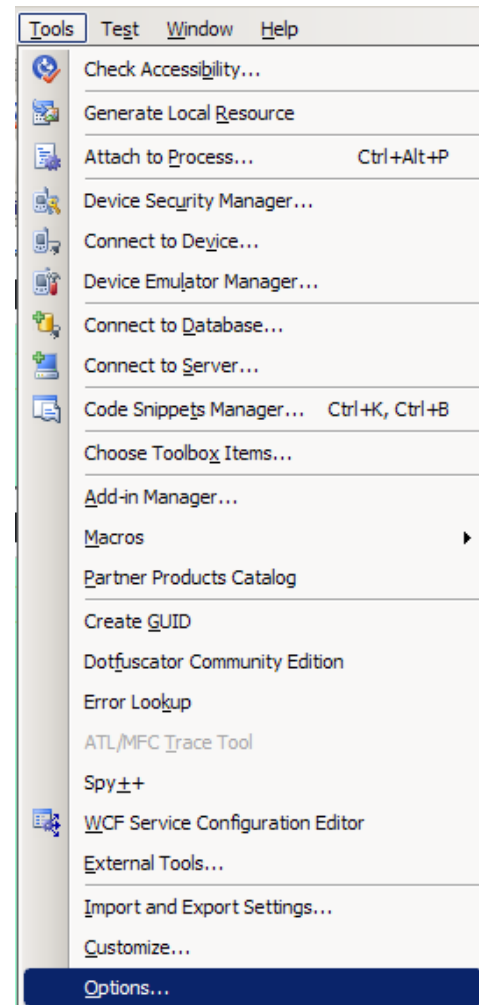 Tools Test Window Help
Check Accessibility...
Generate Local Resource
Attach to Process... Ctrl+Alt+P
Device Security Manager...
Connect to Device...
Device Emulator Manager...
Connect to Database...
Connect to Server...
Code Snippets Manager... Ctrl+K, Ctrl+B
Choose Toolbox Items...
Add-in Manager...
Macros
Partner Products Catalog
Create GUID
Dotfuscator Community Edition
Error Lookup
ATL/MFC Trace Tool
Spy++
WCF Service Configuration Editor
External Tools...
Import and Export Settings...
Customize...
Options...